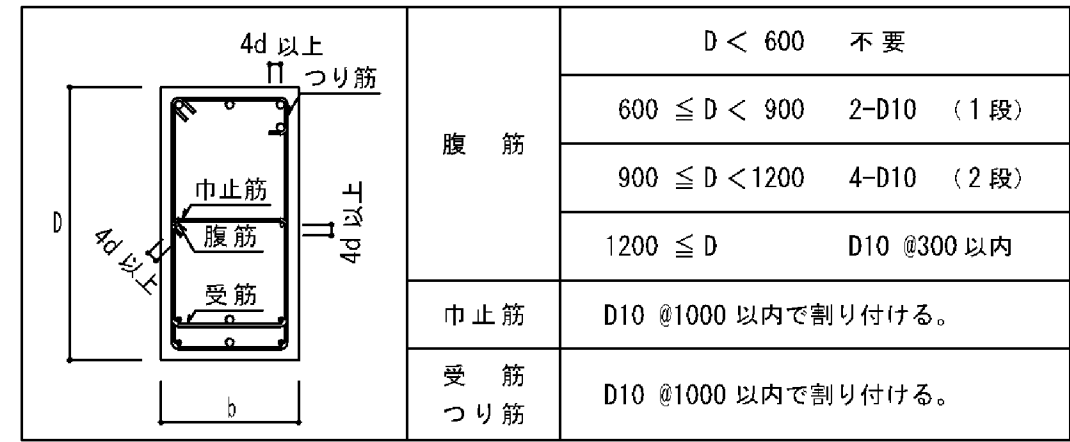 4d 以上
つり筋
巾止筋
D
腹筋
4d 以上
4d 以上
受筋
b
腹 筋
D < 600 不要
600 ≦ D < 900 2-D10 (1段)
900 ≦ D <1200 4-D10 (2段)
1200 ≦ D D10 @300 以内
巾止筋
D10 @1000 以内で割り付ける。
受 筋
つり筋
D10 @1000 以内で割り付ける。